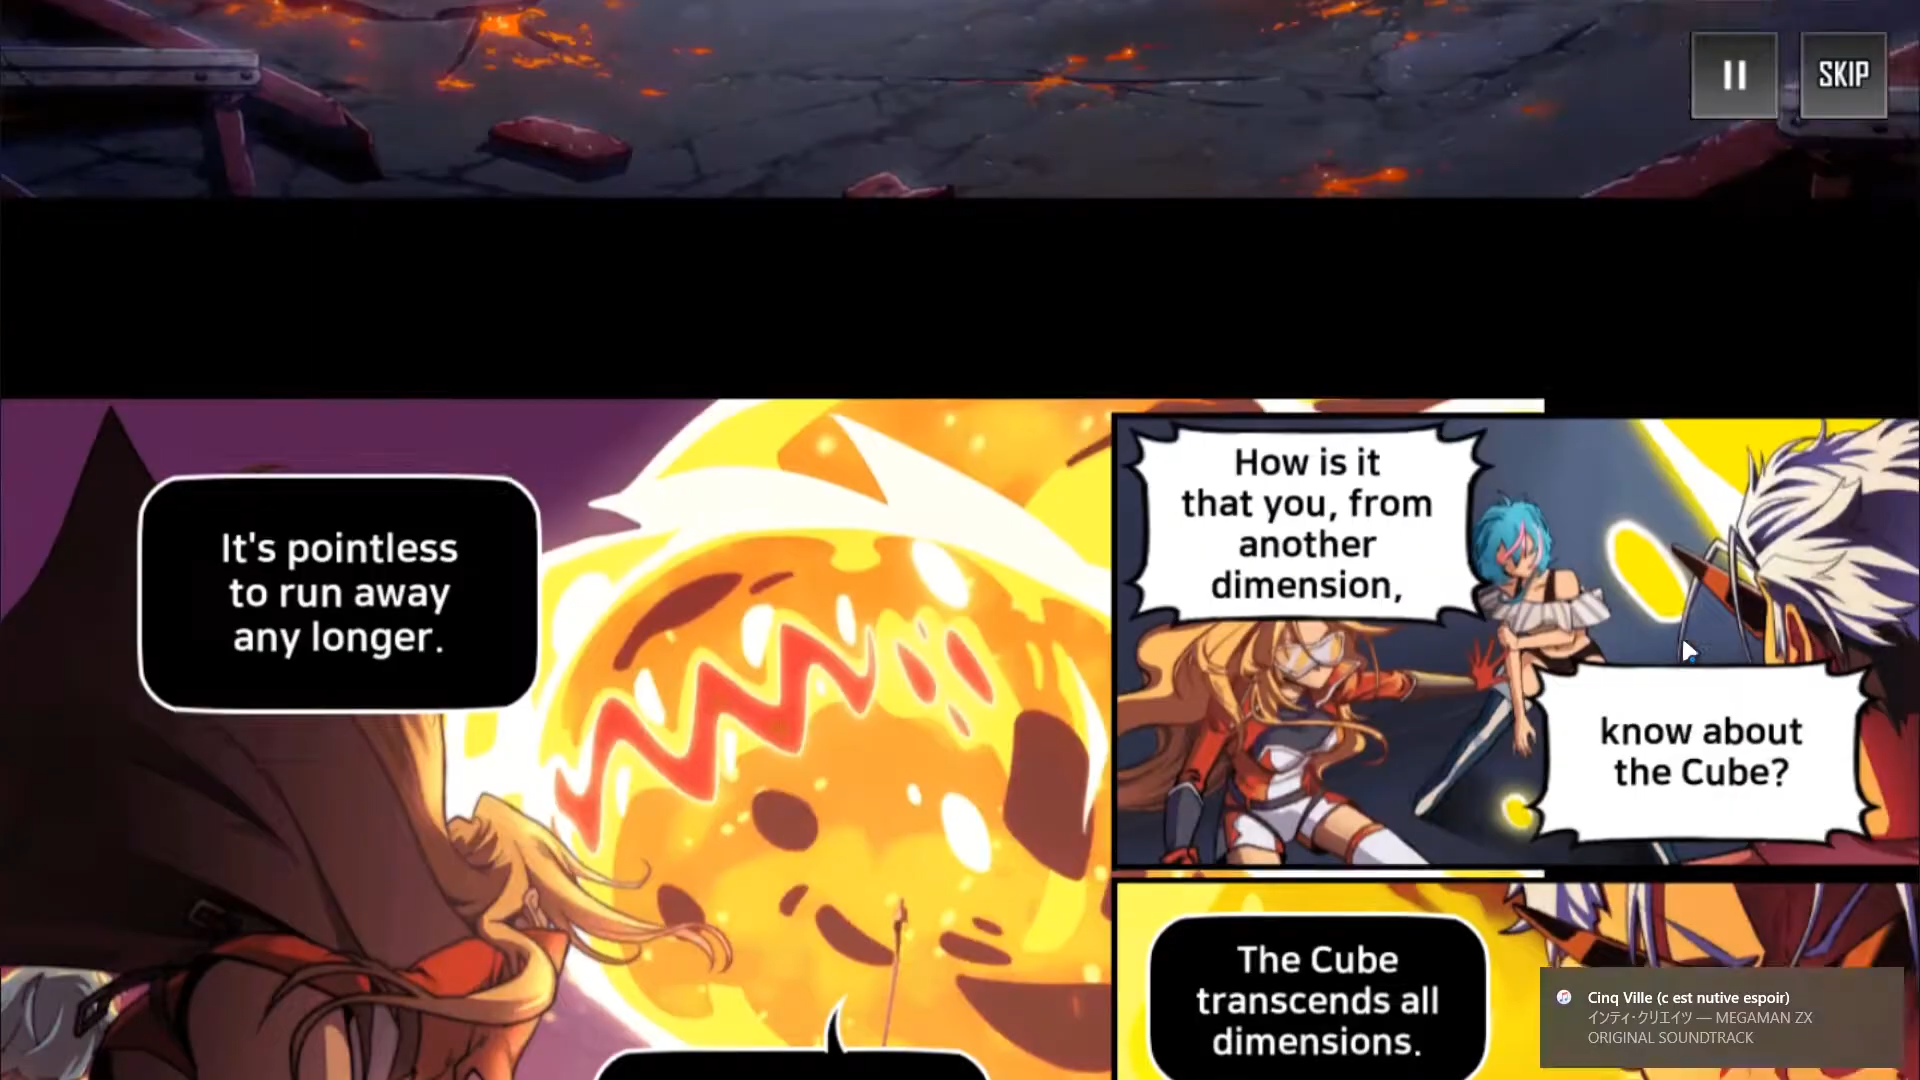 SKIP
It's pointless
to run away
any longer.
How is it
that you, from
another
dimension,
know about
the Cube?
The Cube
transcends all
dimensions.
Cinq Ville (c est nutive espoir)
インティ・クリエイツ — MEGAMAN ZX
ORIGINAL SOUNDTRACK